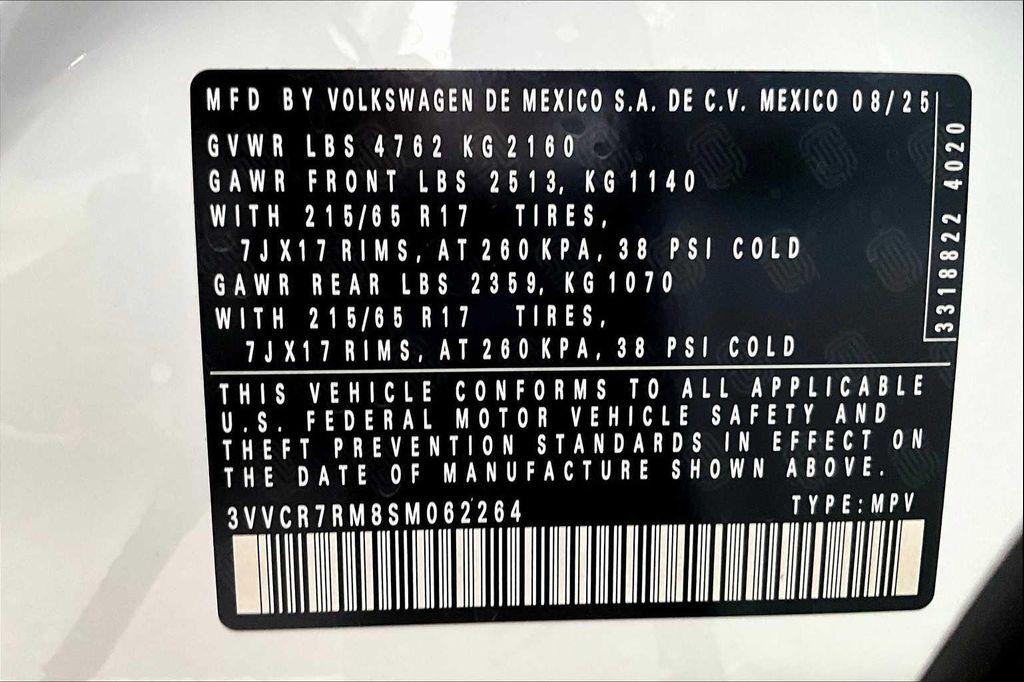 MFD BY VOLKSWAGEN DE MEXICO S.A. DE C.V. MEXICO 08/25
GVWR LBS 4762 KG 2160
GAWR FRONT LBS 2513, KG 1140
WITH 215/65 R17 TIRES,
7JX17 RIMS, AT 260 KPA, 38 PSI COLD
GAWR REAR LBS 2359, KG 1070
WITH 215/65 R17 TIRES,
7JX17 RIMS, AT 260 KPA, 38 PSI COLD
3318822 4020
THIS VEHICLE CONFORMS TO ALL APPLICABLE
U.S. FEDERAL MOTOR VEHICLE SAFETY AND
THEFT PREVENTION STANDARDS IN EFFECT ON
THE DATE OF MANUFACTURE SHOWN ABOVE.
3VVCR7RM8SM062264 TYPE: MPV